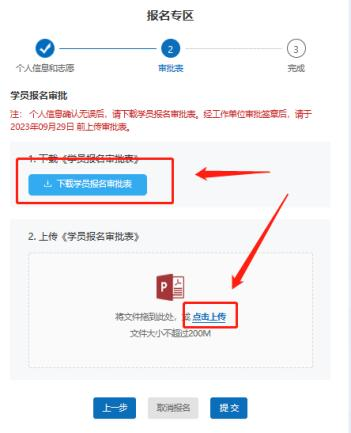 报名专区
2
3
个人信息和志愿
审批表
完成
学员报名审批
注： 个人信息确认无误后，请下载学员报名审批表。经工作单位审批签章后，请于
2023年09月29日 前上传审批表。
1. 下载《学员报名审批表》
下载学员报名审批表
2. 上传《学员报名审批表》
P
将文件拖到此处，或 点击上传
文件大小不超过200M
上一步
取消报名
提 交